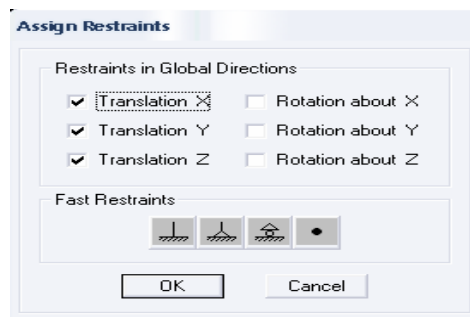 Assign Restraints
Restraints in Global Directions
Translation X Rotation about X
Translation Y Rotation about Y
Translation Z Rotation about Z
Fast Restraints
OK Cancel